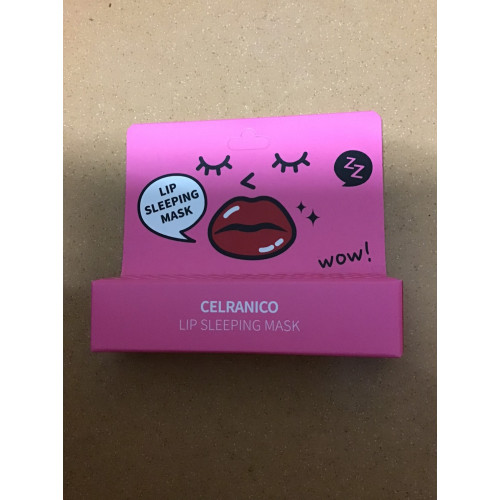 LIP
SLEEPING
MASK
ZZ
wow!
CELRANICO
LIP SLEEPING MASK